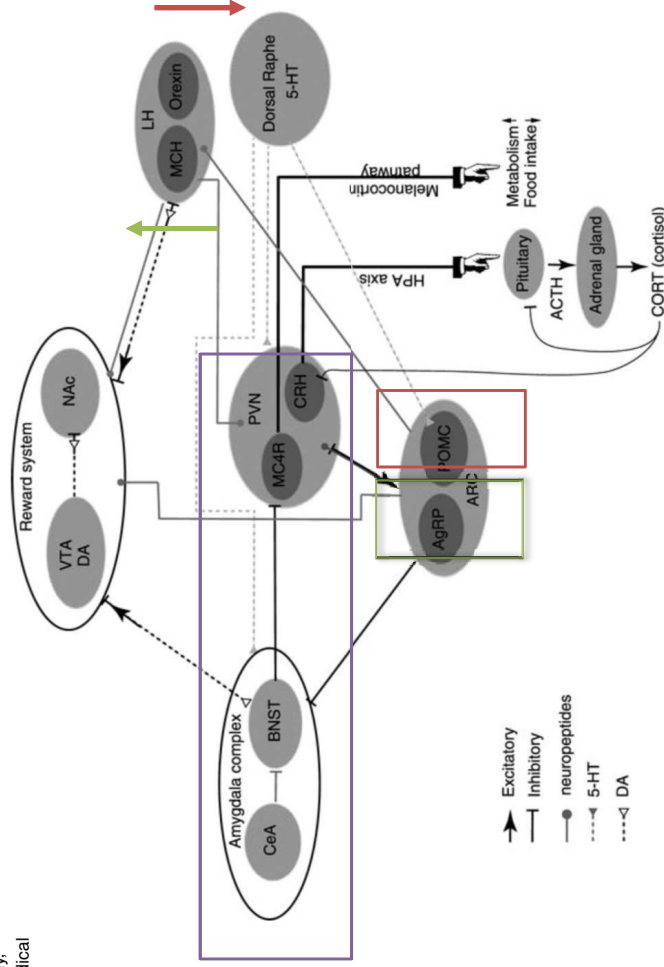 y,
dical
Reward system
VTA
DA
NAc
LH
MCH
Orexin
Amygdala complex
CeA
BNST
PVN
MC4R
CRH
Dorsal Raphe
5-HT
Melanocortin
pathway
HPA axis
AgRP
POMC
ARC
Metabolism
Food intake
Pituitary
ACTH
Adrenal gland
CORT (cortisol)
Excitatory
Inhibitory
neuropeptides
5-HT
DA